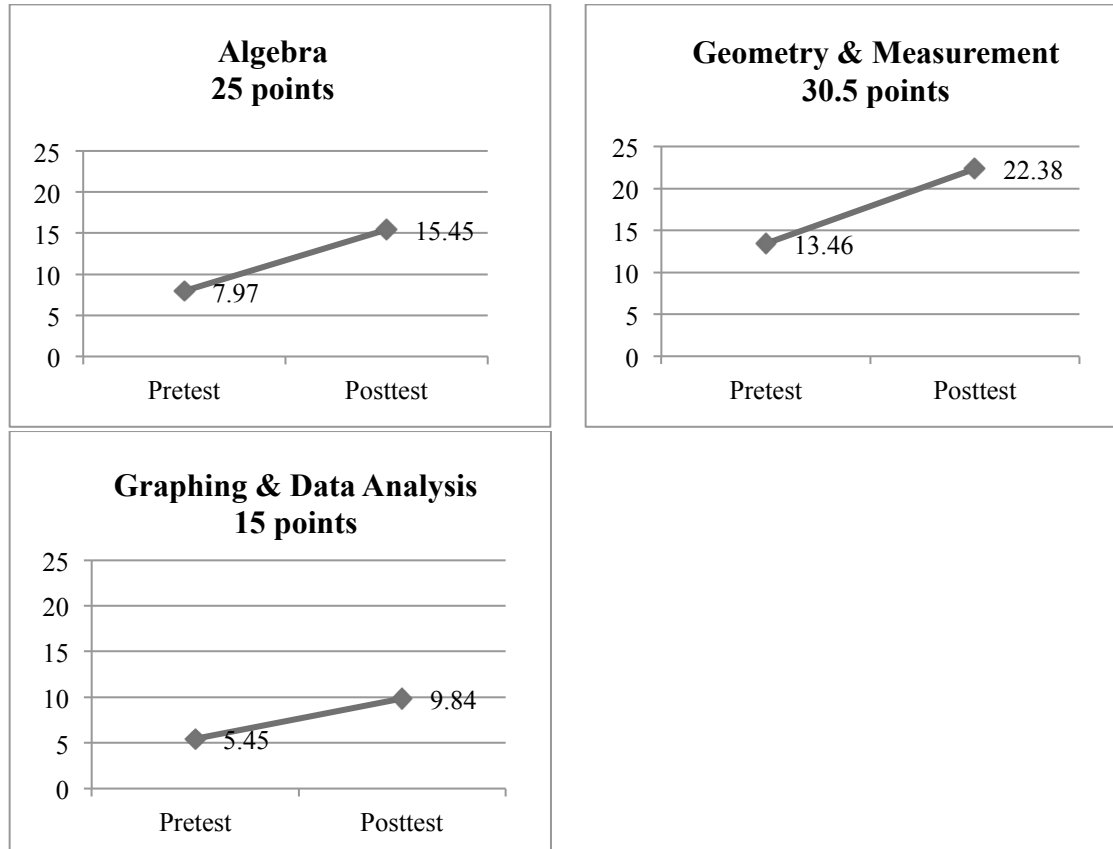 Algebra
25 points
25
20
15
10
5
0
7.97
15.45
Pretest Posttest
Geometry & Measurement
30.5 points
25
20
15
10
5
0
13.46
22.38
Pretest Posttest
Graphing & Data Analysis
15 points
25
20
15
10
5
0
5.45
9.84
Pretest Posttest